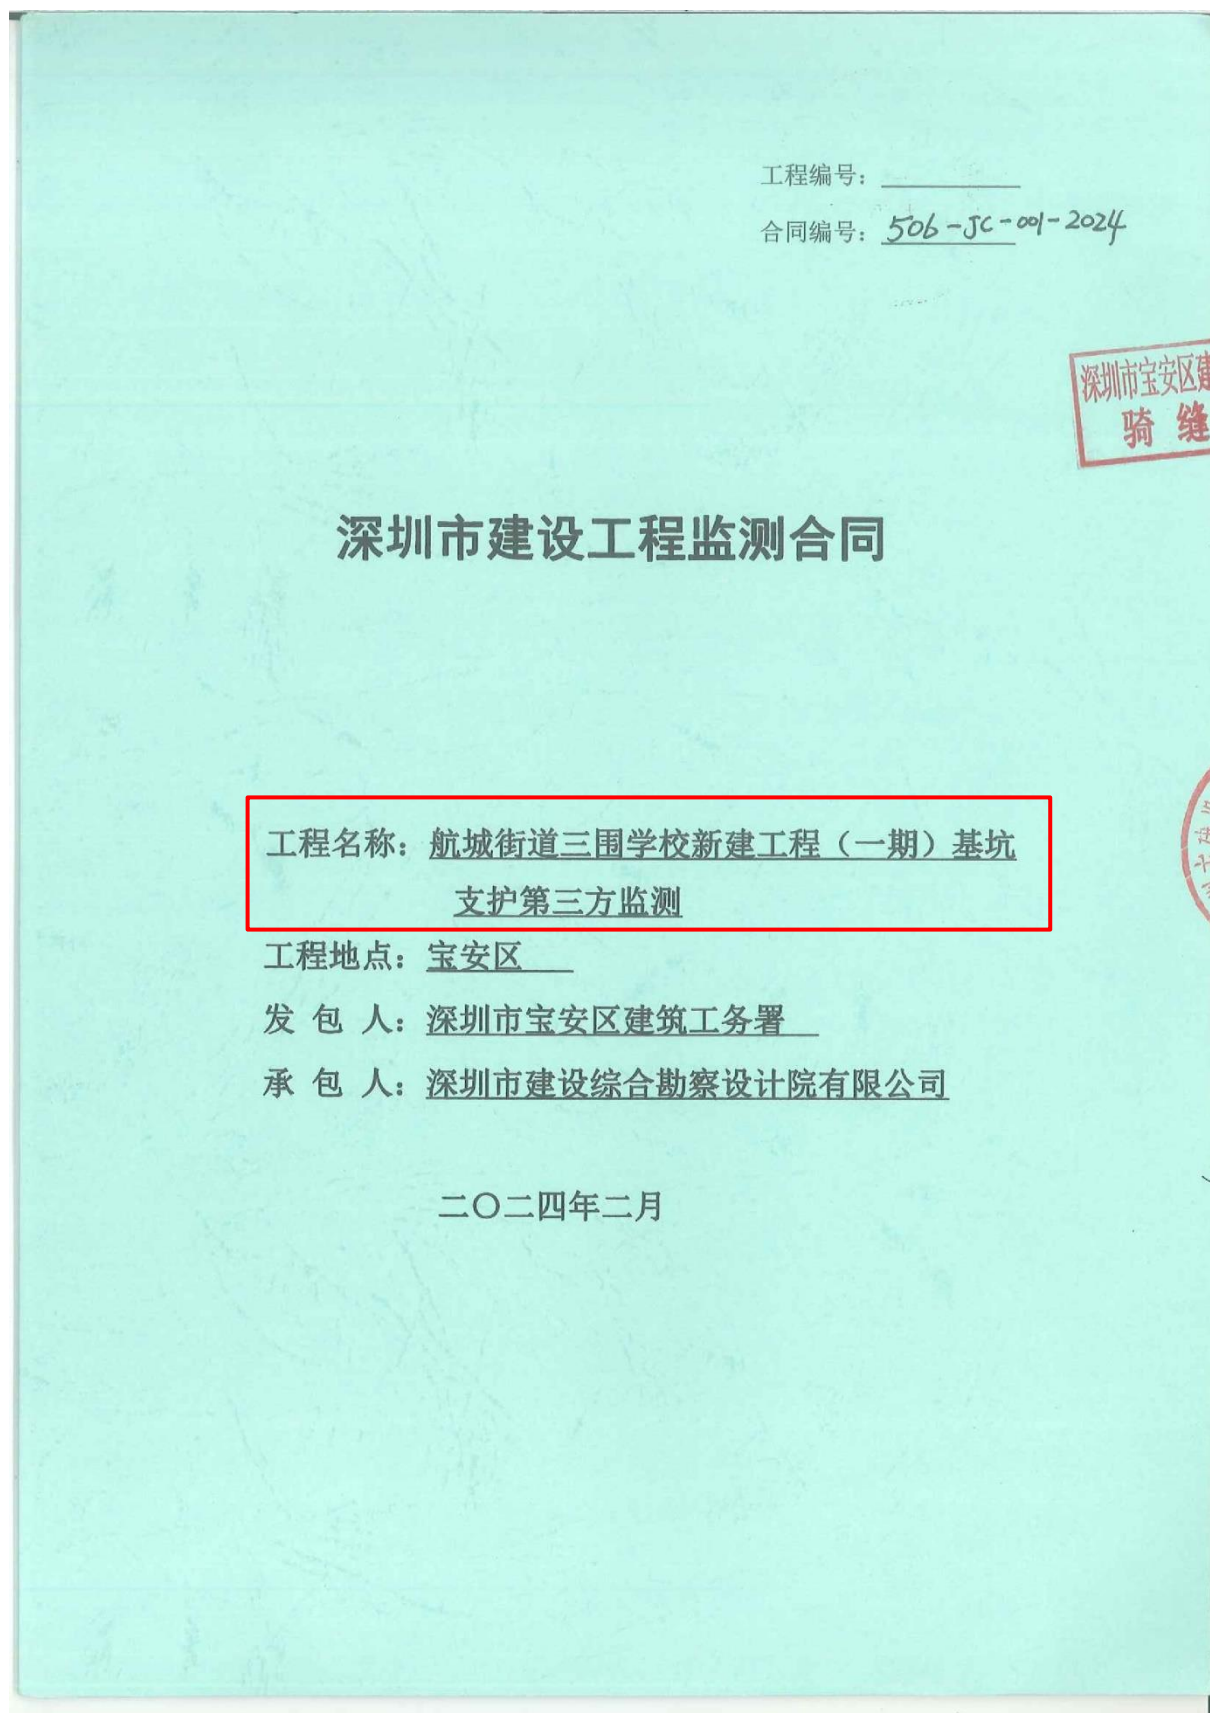 工程编号：
合同编号：506-JC-001-2024
深圳市宝安区建
骑 缝
深圳市建设工程监测合同
工程名称：航城街道三围学校新建工程（一期）基坑
支护第三方监测
工程地点：宝安区
发 包 人：深圳市宝安区建筑工务署
承 包 人：深圳市建设综合勘察设计院有限公司
二〇二四年二月